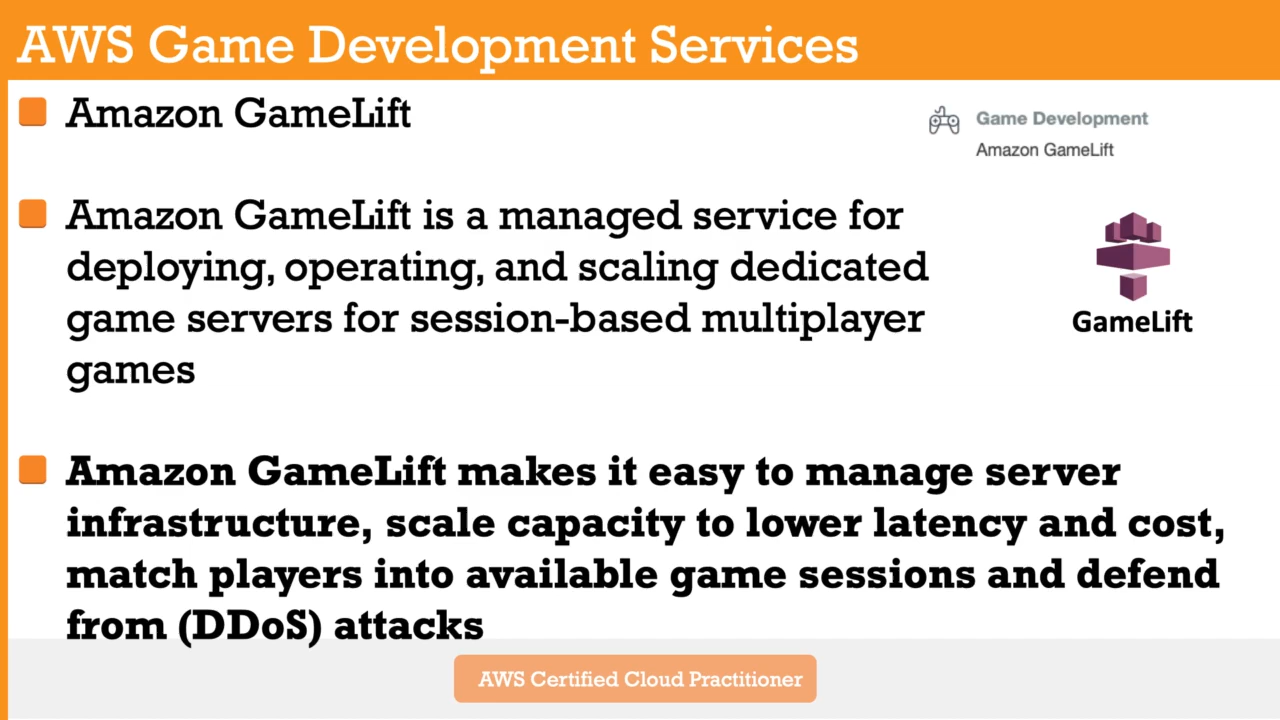 AWS Game Development Services
Amazon GameLift
Game Development
Amazon GameLift
Amazon GameLift is a managed service for
deploying, operating, and scaling dedicated
game servers for session-based multiplayer
games
GameLift
Amazon GameLift makes it easy to manage server
infrastructure, scale capacity to lower latency and cost,
match players into available game sessions and defend
from (DDoS) attacks
AWS Certified Cloud Practitioner